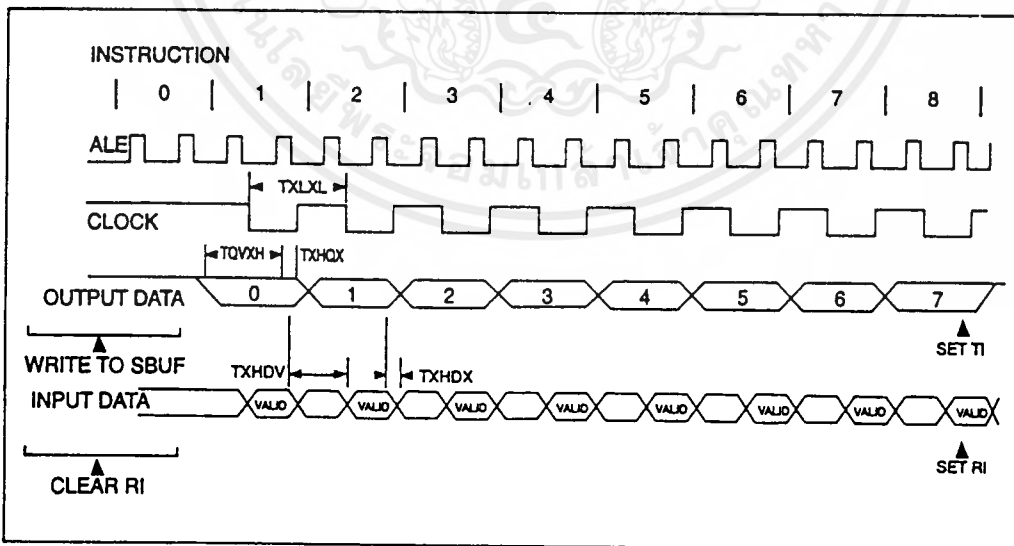 INSTRUCTION
0 1 2 3 4 5 6 7 8
ALE
TXLXL
CLOCK
TQVXH TXHQX
OUTPUT DATA 0 1 2 3 4 5 6 7
WRITE TO SBUF SET TI
TXHDV TXHDX
INPUT DATA VALID VALID VALID VALID VALID VALID VALID VALID
CLEAR RI SET RI